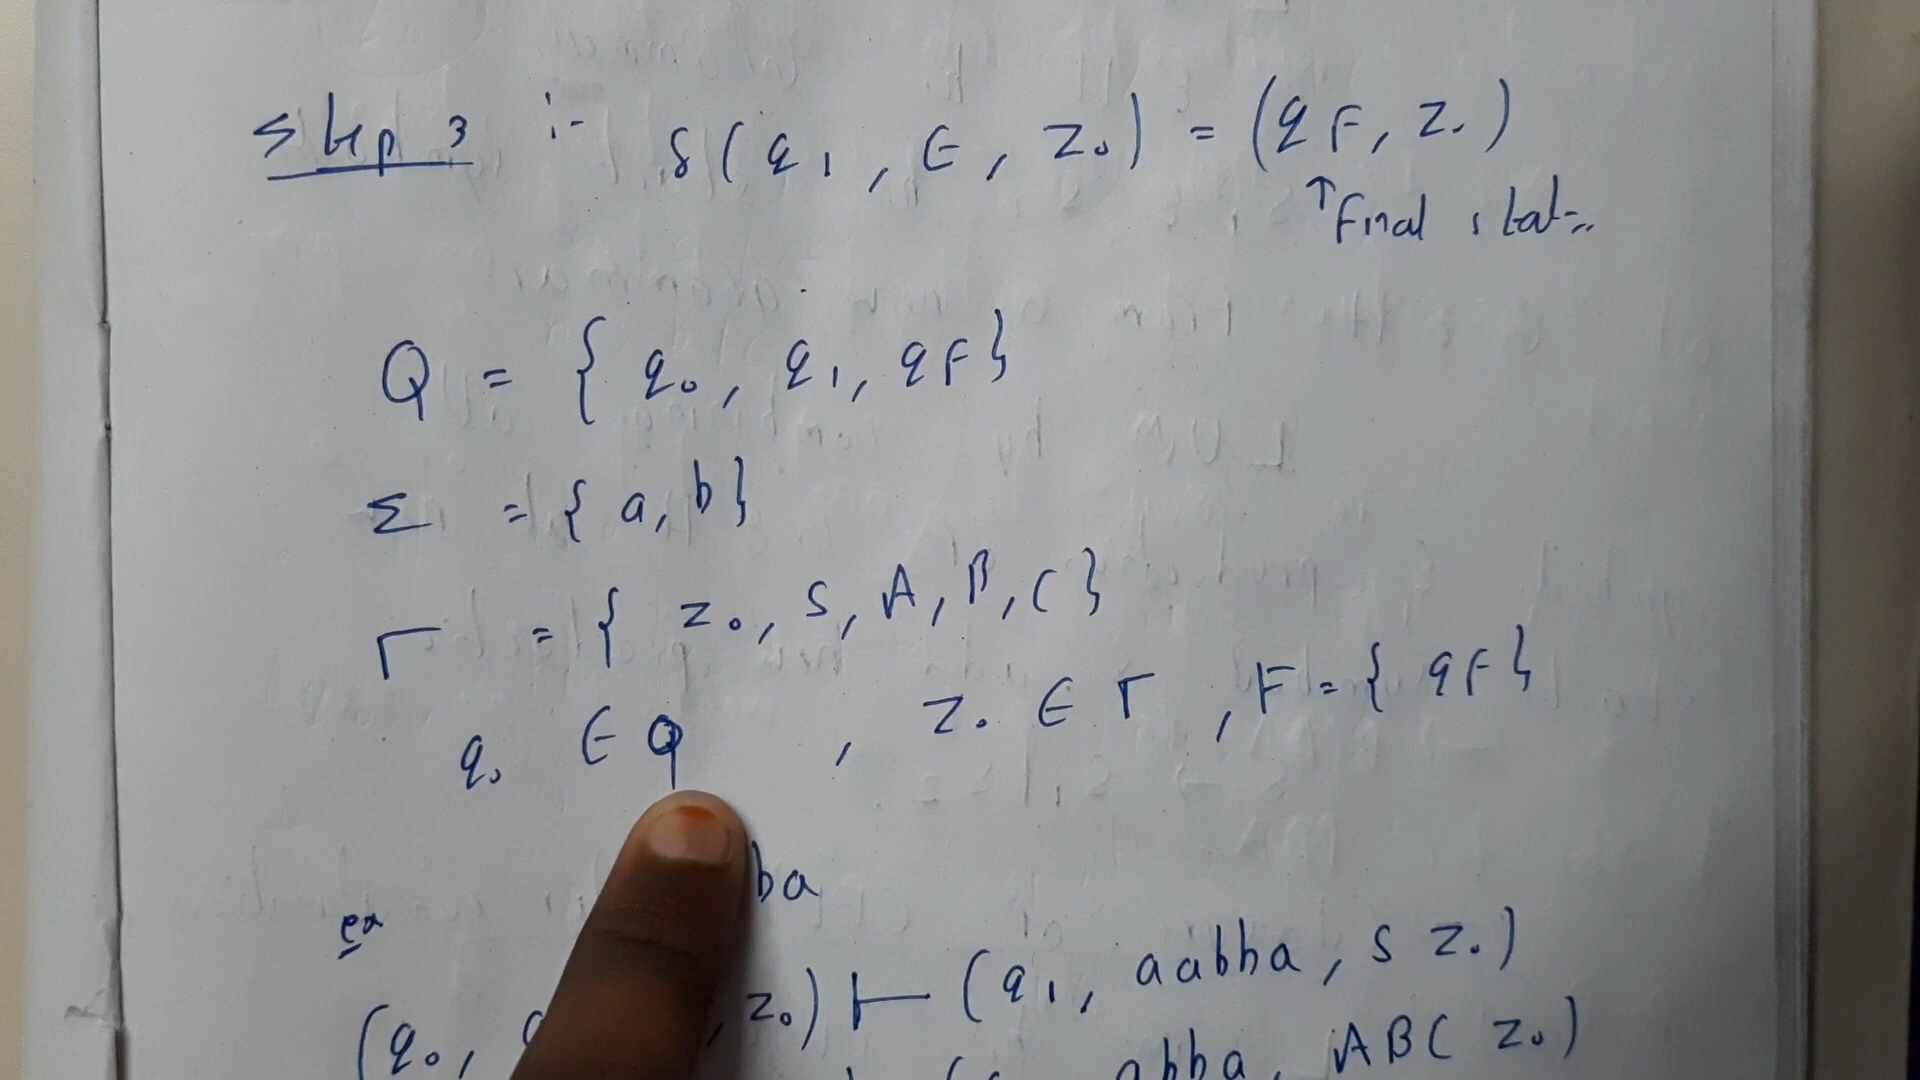 Step 3 :- δ(q1, ε, z0) = (qF, z0)
↑ Final state
Q = { q0, q1, qF}
Σ = { a, b}
Γ = { z0, S, A, B, C}
q0 ∈ Q , z0 ∈ Γ , F = { qF}
ba
ex
(q0, , z0) ⊢ (q1, aabba, S z0)
abba, ABC z0)